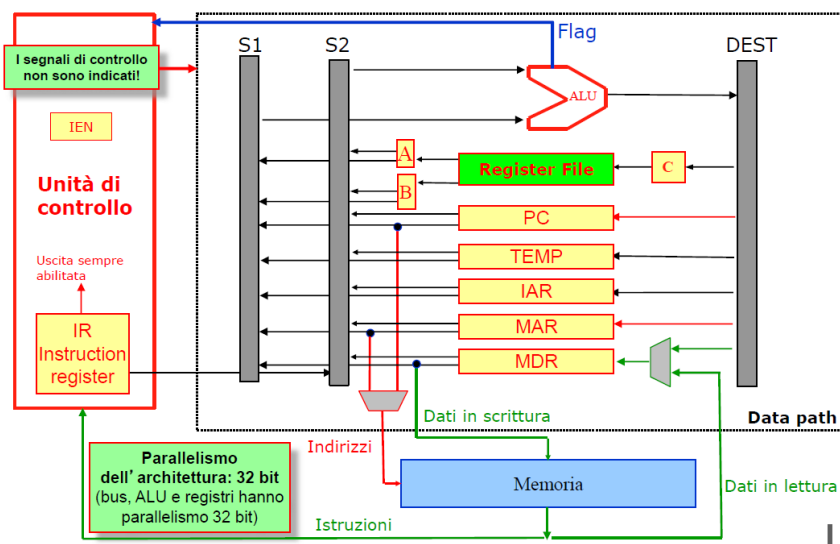 Flag
I segnali di controllo
non sono indicati!
S1
S2
DEST
ALU
IEN
A
Register File
C
B
Unità di
controllo
PC
Uscita sempre
abilitata
TEMP
IAR
IR
Instruction
register
MAR
MDR
Dati in scrittura
Data path
Indirizzi
Parallelismo
dell’architettura: 32 bit
(bus, ALU e registri hanno
parallelismo 32 bit)
Memoria
Dati in lettura
Istruzioni